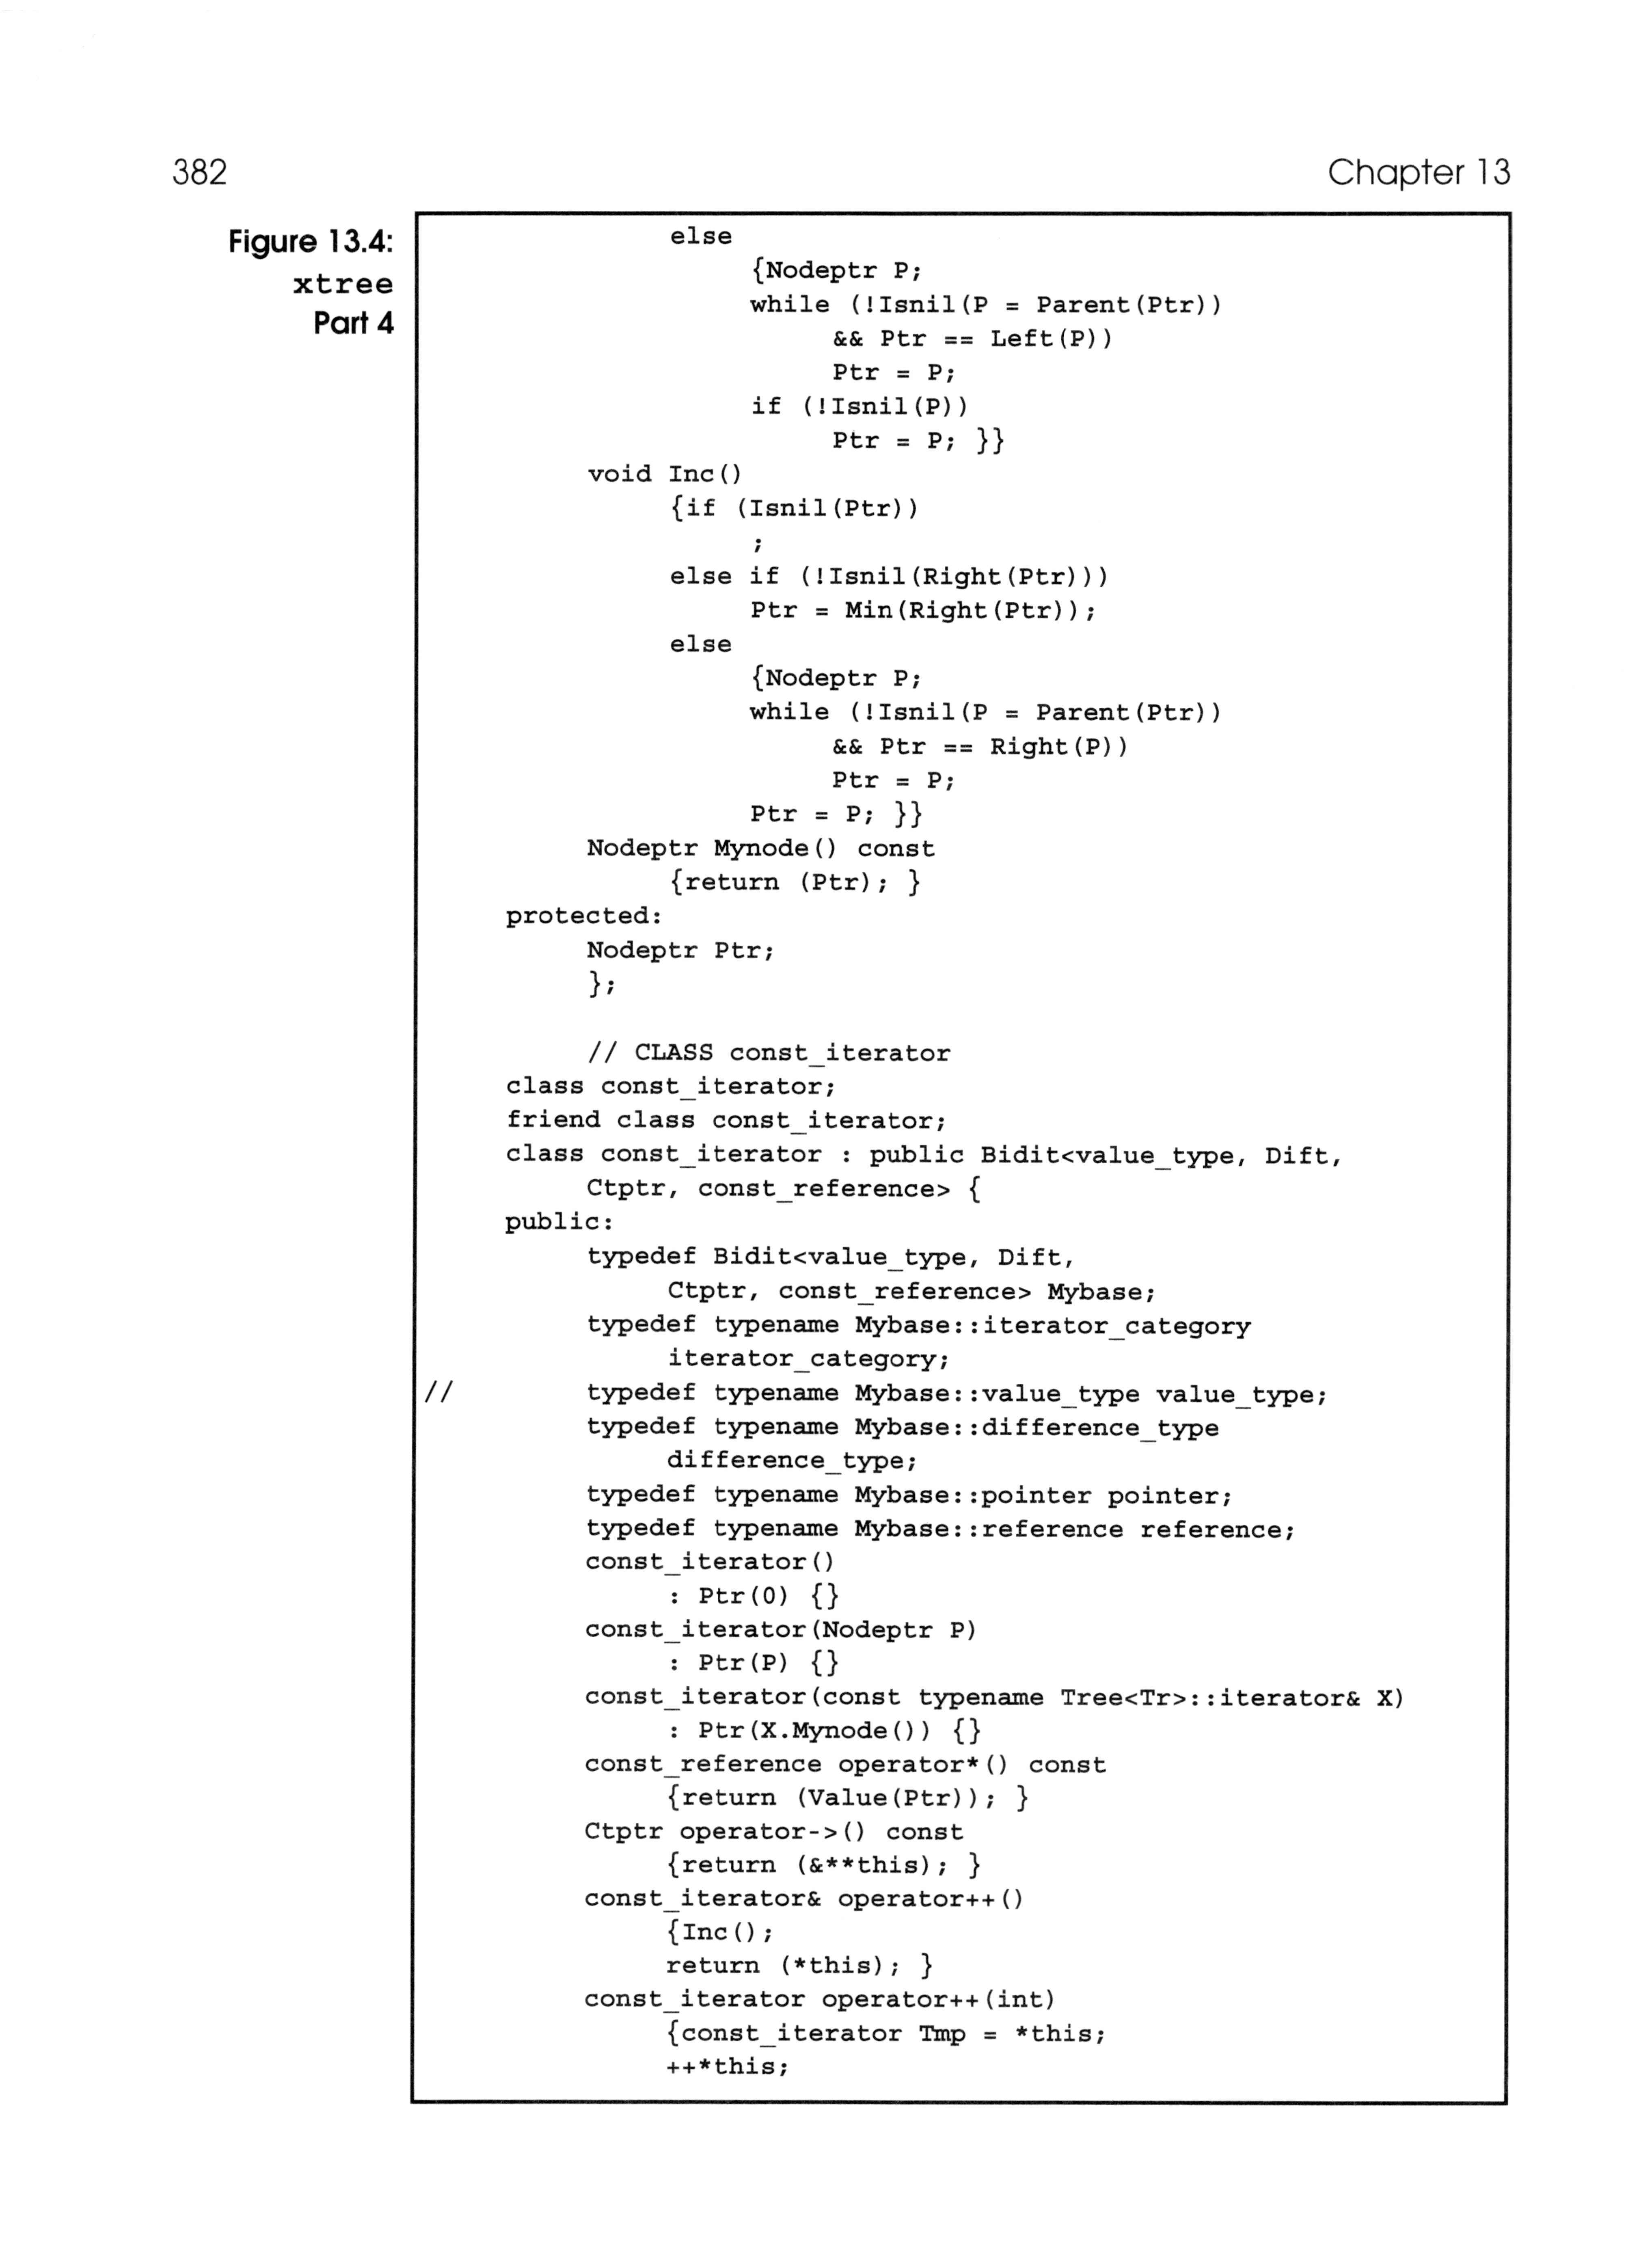 382
Chapter 13
Figure 13.4:
xtree
Part 4
else
{Nodeptr P;
while (!Isnil(P = Parent(Ptr))
&& Ptr == Left(P))
Ptr = P;
if (!Isnil(P))
Ptr = P; }}
void Inc()
{if (Isnil(Ptr))
;
else if (!Isnil(Right(Ptr)))
Ptr = Min(Right(Ptr));
else
{Nodeptr P;
while (!Isnil(P = Parent(Ptr))
&& Ptr == Right(P))
Ptr = P;
Ptr = P; }}
Nodeptr Mynode() const
{return (Ptr); }
protected:
Nodeptr Ptr;
};
// CLASS const_iterator
class const_iterator;
friend class const_iterator;
class const_iterator : public Bidit<value_type, Dift,
Ctptr, const_reference> {
public:
typedef Bidit<value_type, Dift,
Ctptr, const_reference> Mybase;
typedef typename Mybase::iterator_category
iterator_category;
// typedef typename Mybase::value_type value_type;
typedef typename Mybase::difference_type
difference_type;
typedef typename Mybase::pointer pointer;
typedef typename Mybase::reference reference;
const_iterator()
: Ptr(0) {}
const_iterator(Nodeptr P)
: Ptr(P) {}
const_iterator(const typename Tree<Tr>::iterator& X)
: Ptr(X.Mynode()) {}
const_reference operator*() const
{return (Value(Ptr)); }
Ctptr operator->() const
{return (&**this); }
const_iterator& operator++()
{Inc();
return (*this); }
const_iterator operator++(int)
{const_iterator Tmp = *this;
++*this;